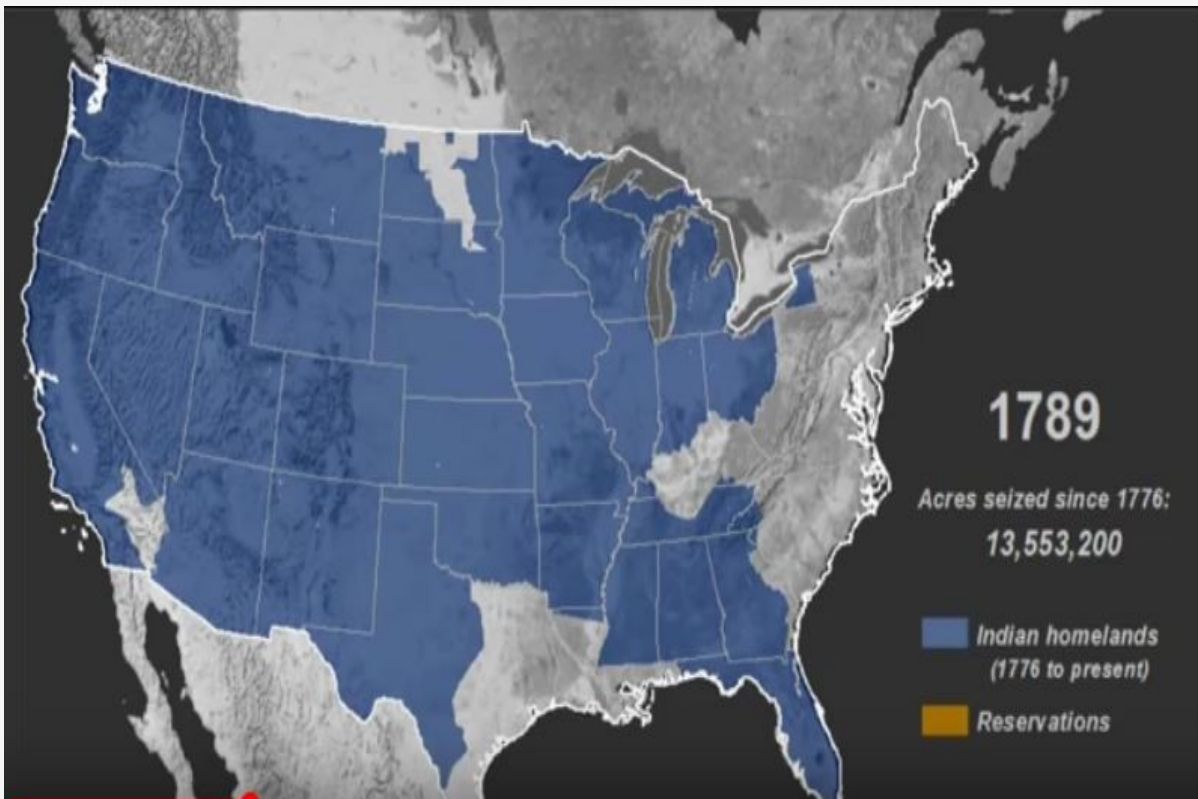 1789
Acres seized since 1776:
13,553,200
Indian homelands
(1776 to present)
Reservations